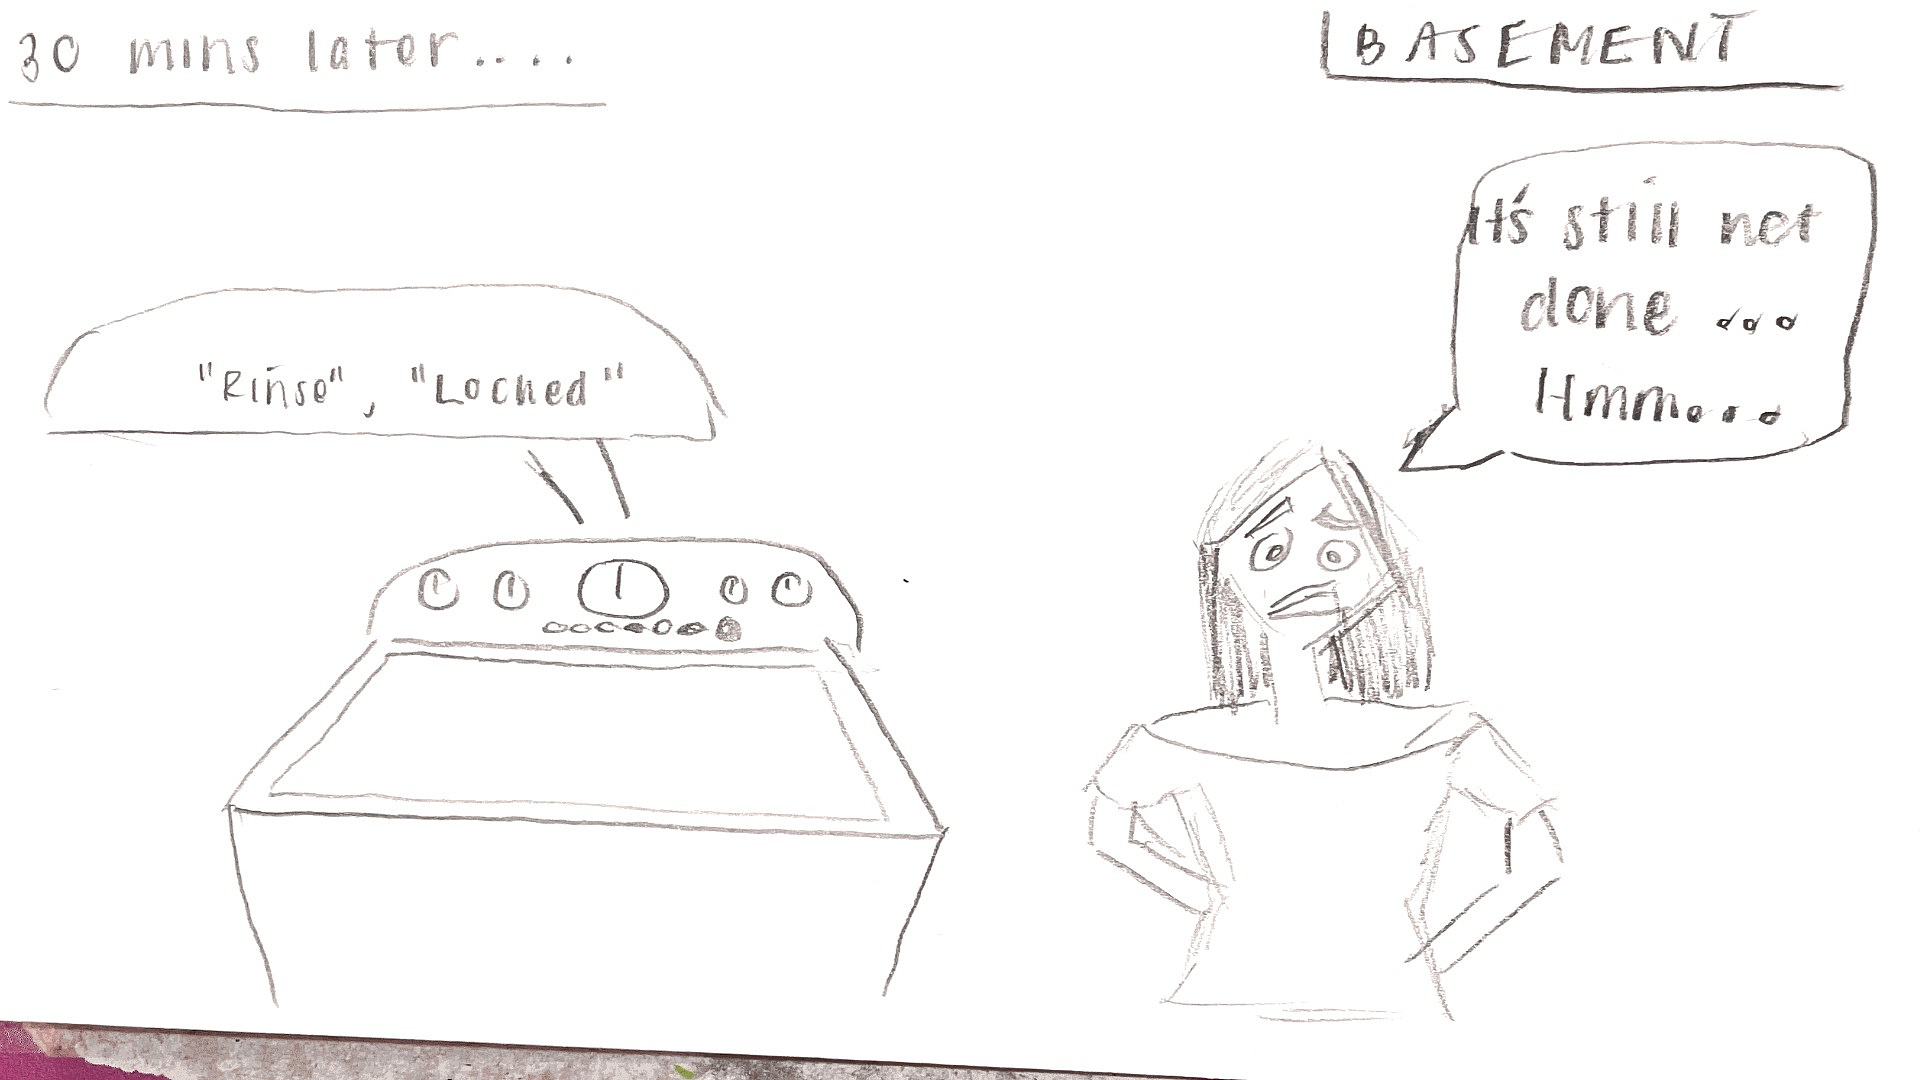 30 mins later....
BASEMENT
It's still not
done ...
Hmm...
"Rinse", "Locked"